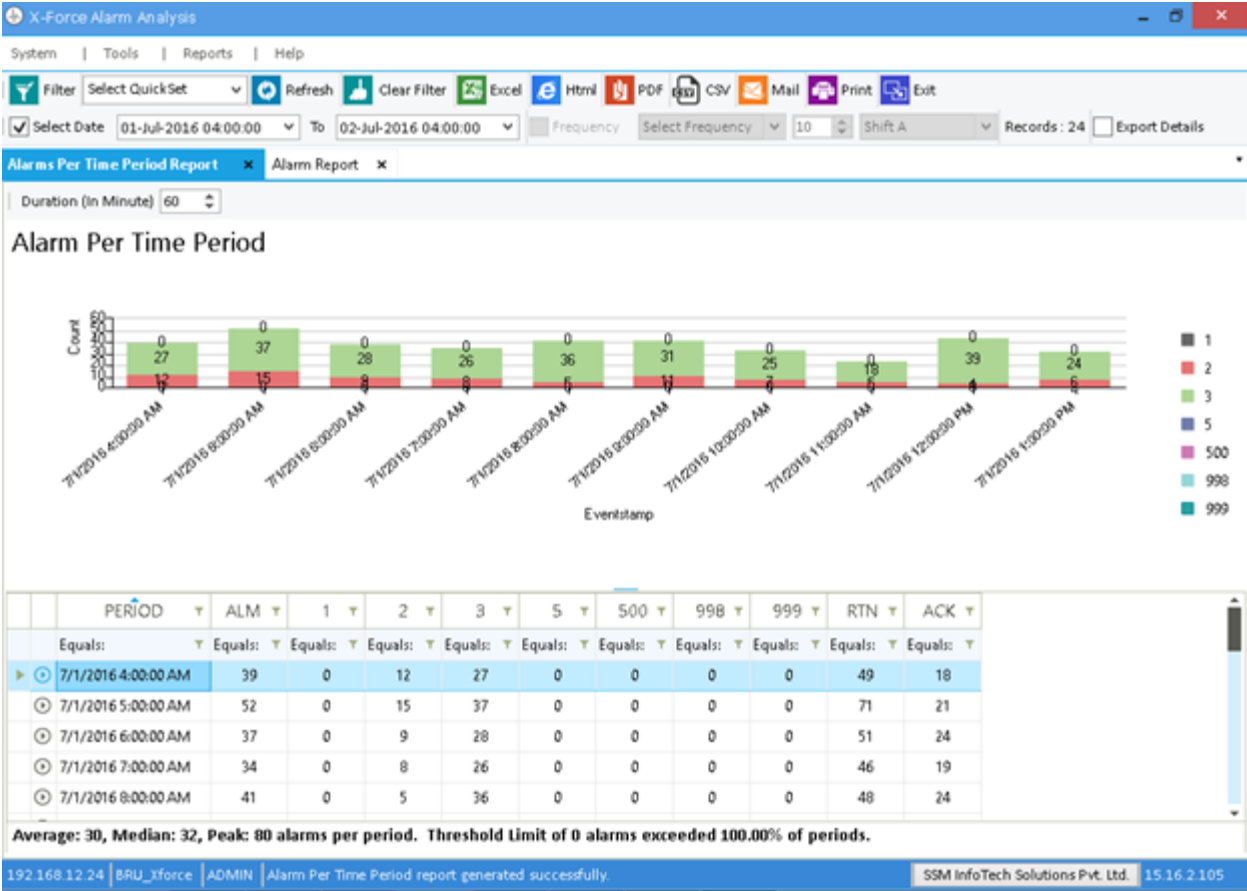 X-Force Alarm Analysis
System | Tools | Reports | Help
Filter Select QuickSet Refresh Clear Filter Excel Html PDF CSV Mail Print Exit
Select Date 01-Jul-2016 04:00:00 To 02-Jul-2016 04:00:00 Frequency Select Frequency 10 Shift A Records : 24 Export Details
Alarms Per Time Period Report x Alarm Report x
Duration (In Minute) 60
Alarm Per Time Period
Count
60
50
40
30
20
10
0
0 0 0 0 0 0 0 0 0 0
27 37 28 26 36 31 25 18 39 24
12 15 9 8 5 11 7 5 4 6
7/1/2016 4:00:00 AM
7/1/2016 6:00:00 AM
7/1/2016 7:00:00 AM
7/1/2016 8:00:00 AM
7/1/2016 10:00:00 AM
7/1/2016 11:00:00 AM
7/1/2016 12:00:00 PM
7/1/2016 1:00:00 PM
Eventstamp
1
2
3
5
500
998
999
PERIOD ALM 1 2 3 5 500 998 999 RTN ACK
Equals: Equals: Equals: Equals: Equals: Equals: Equals: Equals: Equals: Equals: Equals:
7/1/2016 4:00:00 AM 39 0 12 27 0 0 0 0 49 18
7/1/2016 5:00:00 AM 52 0 15 37 0 0 0 0 71 21
7/1/2016 6:00:00 AM 37 0 9 28 0 0 0 0 51 24
7/1/2016 7:00:00 AM 34 0 8 26 0 0 0 0 46 19
7/1/2016 8:00:00 AM 41 0 5 36 0 0 0 0 48 24
Average: 30, Median: 32, Peak: 80 alarms per period. Threshold Limit of 0 alarms exceeded 100.00% of periods.
192.168.12.24 BRU_Xforce ADMIN Alarm Per Time Period report generated successfully. SSM InfoTech Solutions Pvt. Ltd. 15.16.2.105